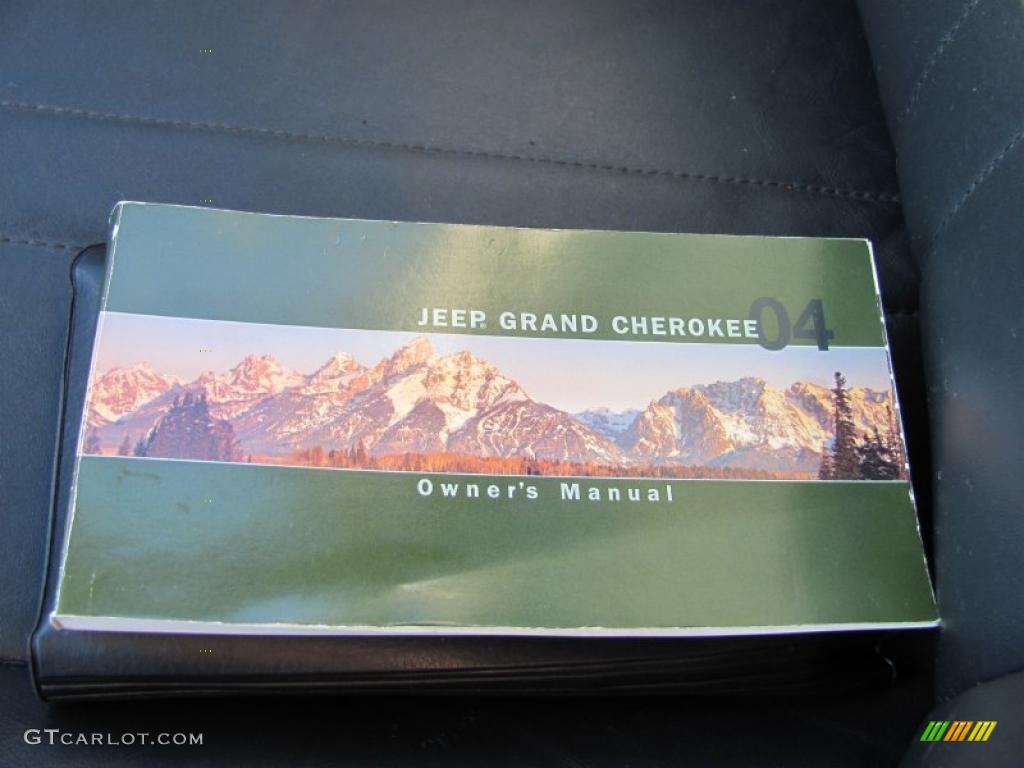 JEEP GRAND CHEROKEE 04
Owner's Manual
GTCARLOT.COM